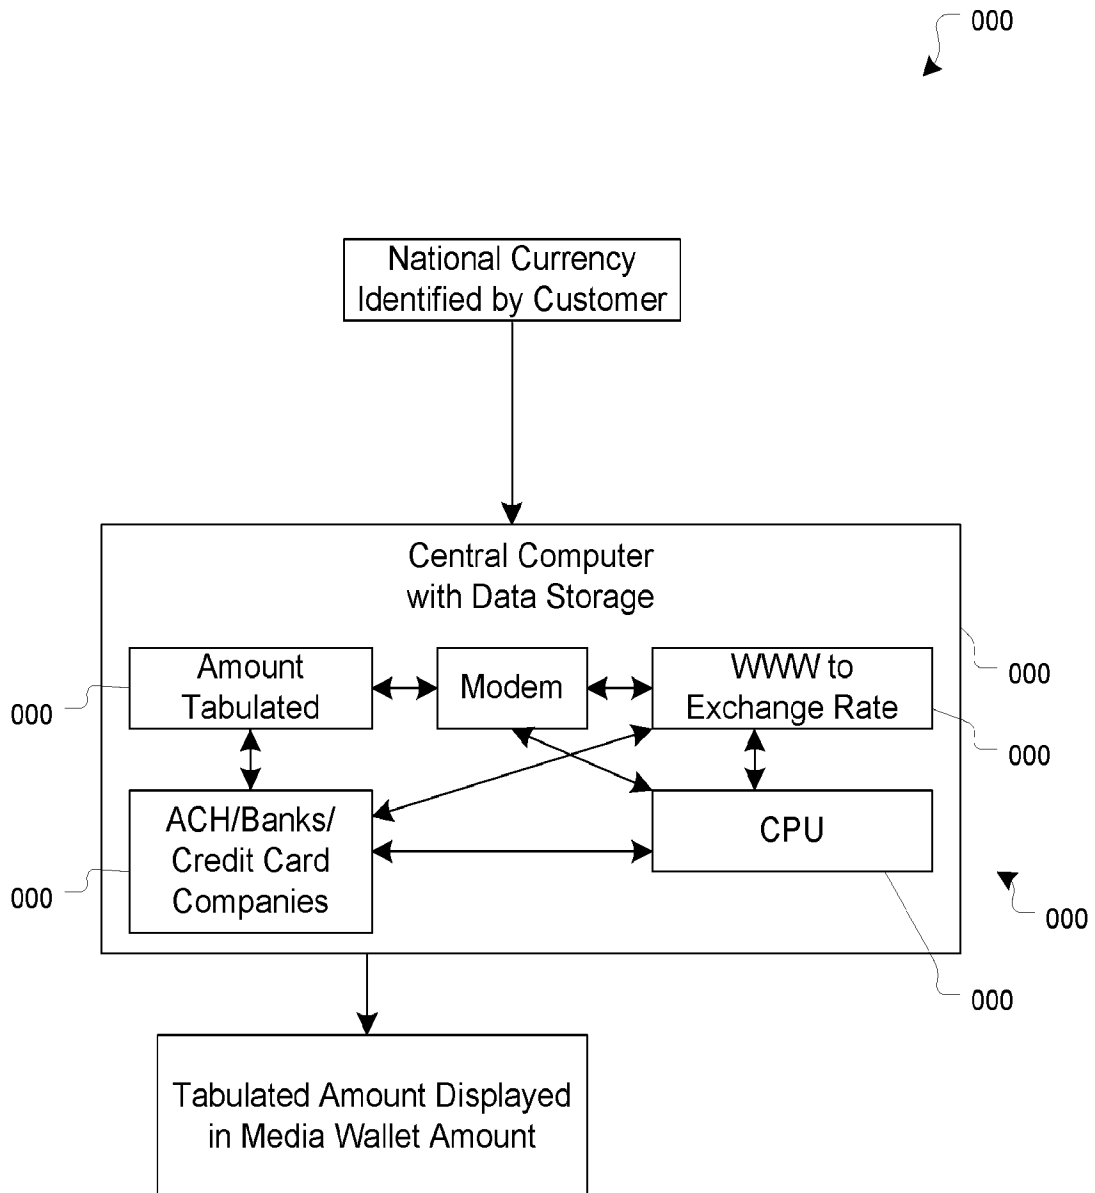 000
National Currency
Identified by Customer
Central Computer
with Data Storage
Amount
Tabulated
Modem
WWW to
Exchange Rate
000
000
000
ACH/Banks/
Credit Card
Companies
CPU
000
000
000
Tabulated Amount Displayed
in Media Wallet Amount